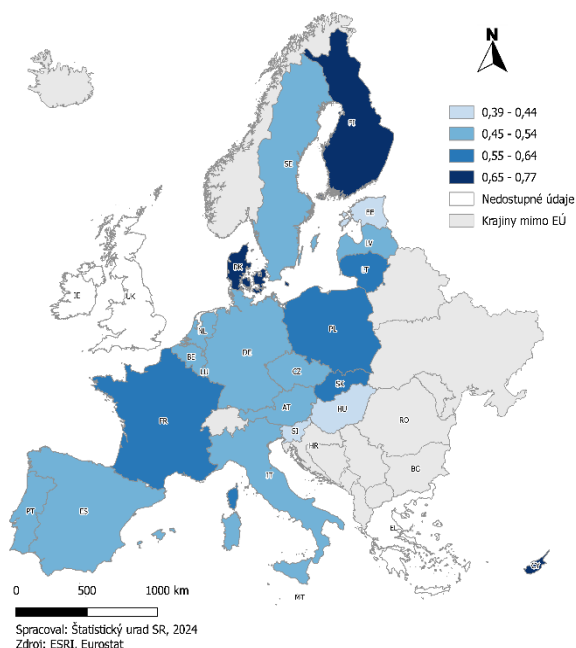 N
0,39 - 0,44
0,45 - 0,54
0,55 - 0,64
0,65 - 0,77
Nedostupné údaje
Krajiny mimo EÚ
FI
SE
EE
LV
LT
DK
IE
UK
NL
BE
LU
DE
PL
CZ
SK
AT
HU
SI
HR
RO
BG
FR
IT
PT
ES
EL
CY
MT
0 500 1000 km
Spracoval: Štatistický urad SR, 2024
Zdroj: ESRI, Eurostat